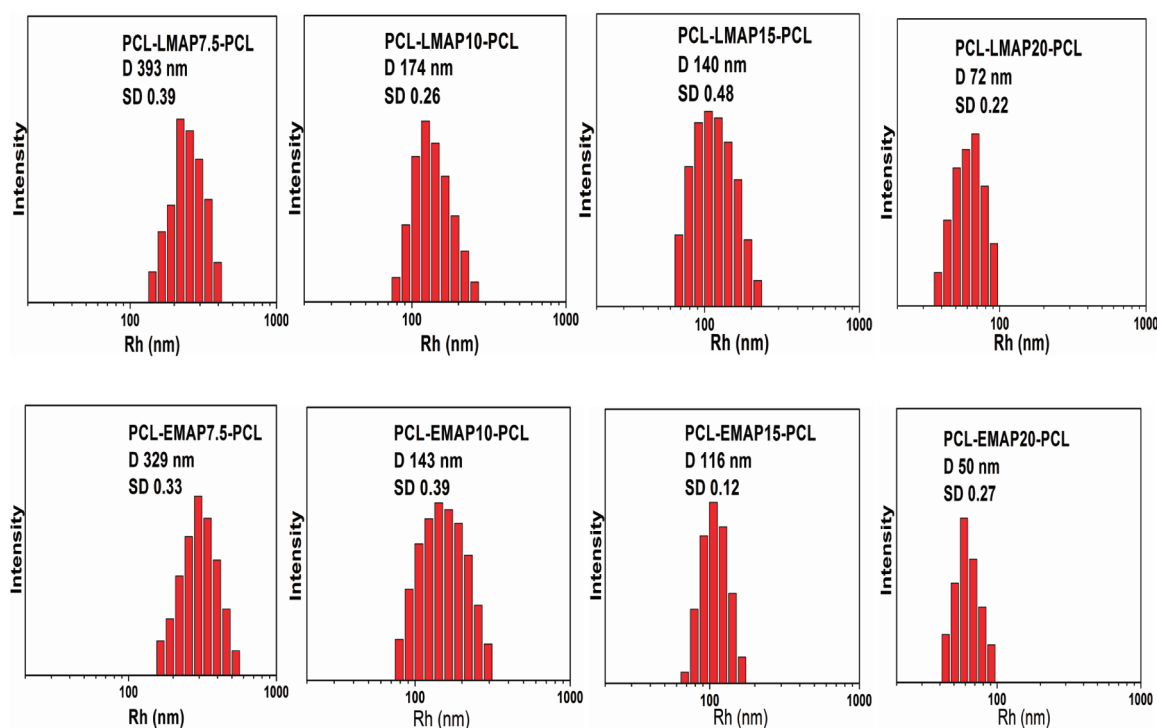 PCL-LMAP7.5-PCL
D 393 nm
SD 0.39
Intensity
100
1000
Rh (nm)
PCL-LMAP10-PCL
D 174 nm
SD 0.26
Intensity
100
1000
Rh (nm)
PCL-LMAP15-PCL
D 140 nm
SD 0.48
Intensity
100
1000
Rh (nm)
PCL-LMAP20-PCL
D 72 nm
SD 0.22
Intensity
100
1000
Rh (nm)
PCL-EMAP7.5-PCL
D 329 nm
SD 0.33
Intensity
100
1000
Rh (nm)
PCL-EMAP10-PCL
D 143 nm
SD 0.39
Intensity
100
1000
Rh (nm)
PCL-EMAP15-PCL
D 116 nm
SD 0.12
Intensity
100
1000
Rh (nm)
PCL-EMAP20-PCL
D 50 nm
SD 0.27
Intensity
100
1000
Rh (nm)